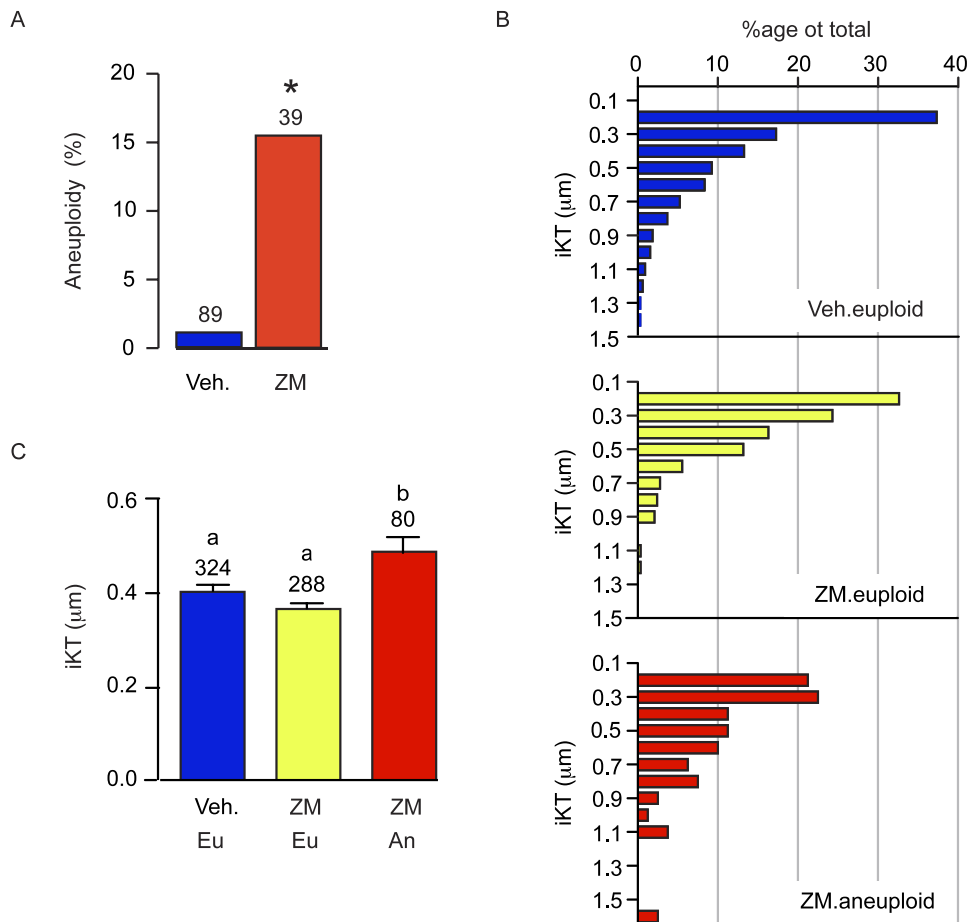 A
20
15
10
5
0
Aneuploidy (%)
*
39
89
Veh.
ZM
B
%age ot total
0
10
20
30
40
0.1
0.3
0.5
0.7
0.9
1.1
1.3
1.5
iKT (μm)
Veh.euploid
0.1
0.3
0.5
0.7
0.9
1.1
1.3
1.5
iKT (μm)
ZM.euploid
0.1
0.3
0.5
0.7
0.9
1.1
1.3
1.5
iKT (μm)
ZM.aneuploid
C
0.6
0.4
0.2
0.0
iKT (μm)
a
324
a
288
b
80
Veh.
ZM
ZM
Eu
Eu
An